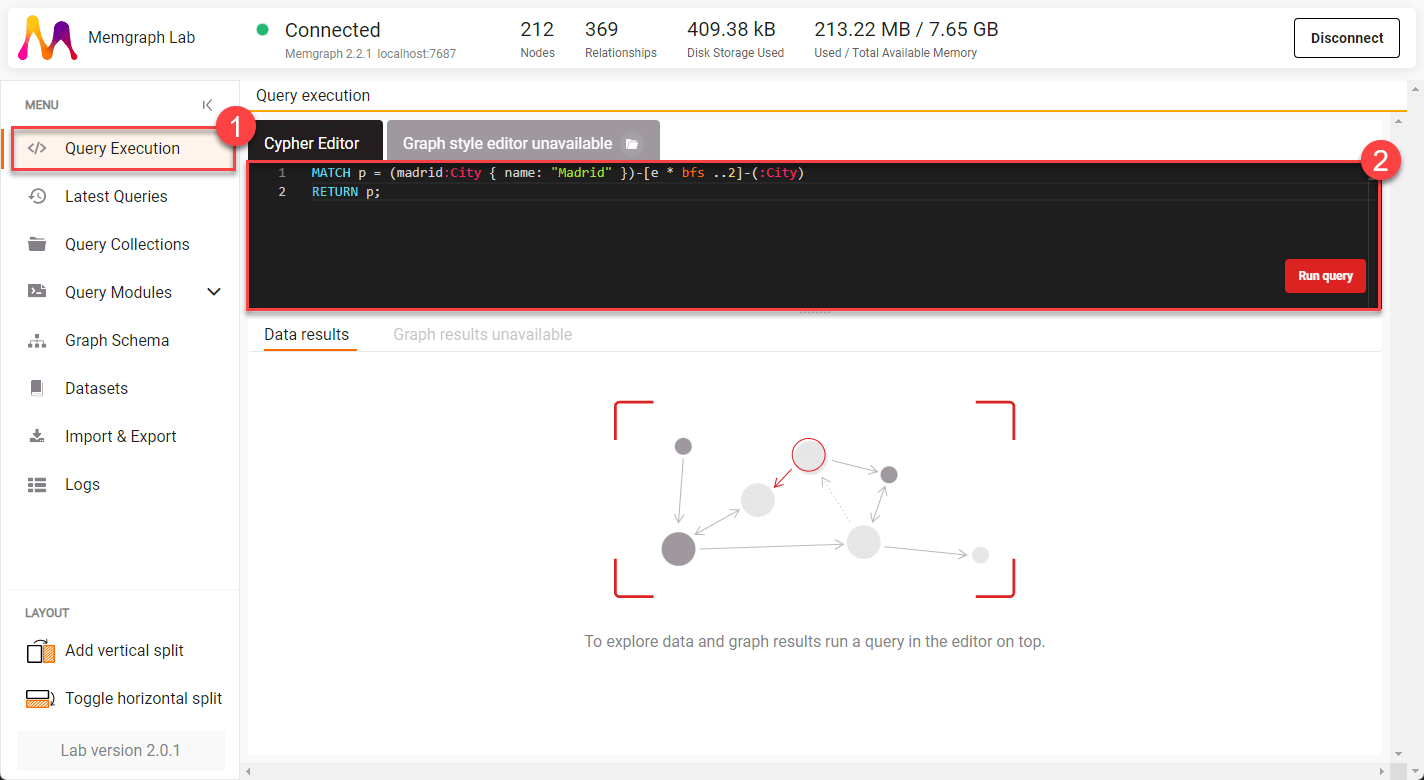 Memgraph Lab
Connected
Memgraph 2.2.1 localhost:7687
212
Nodes
369
Relationships
409.38 kB
Disk Storage Used
213.22 MB / 7.65 GB
Used / Total Available Memory
Disconnect
MENU
1
Query Execution
Latest Queries
Query Collections
Query Modules
Graph Schema
Datasets
Import & Export
Logs
LAYOUT
Add vertical split
Toggle horizontal split
Lab version 2.0.1
Query execution
Cypher Editor
Graph style editor unavailable
2
1 MATCH p = (madrid:City { name: "Madrid" })-[e * bfs ..2]-(:City)
2 RETURN p;
Run query
Data results
Graph results unavailable
To explore data and graph results run a query in the editor on top.